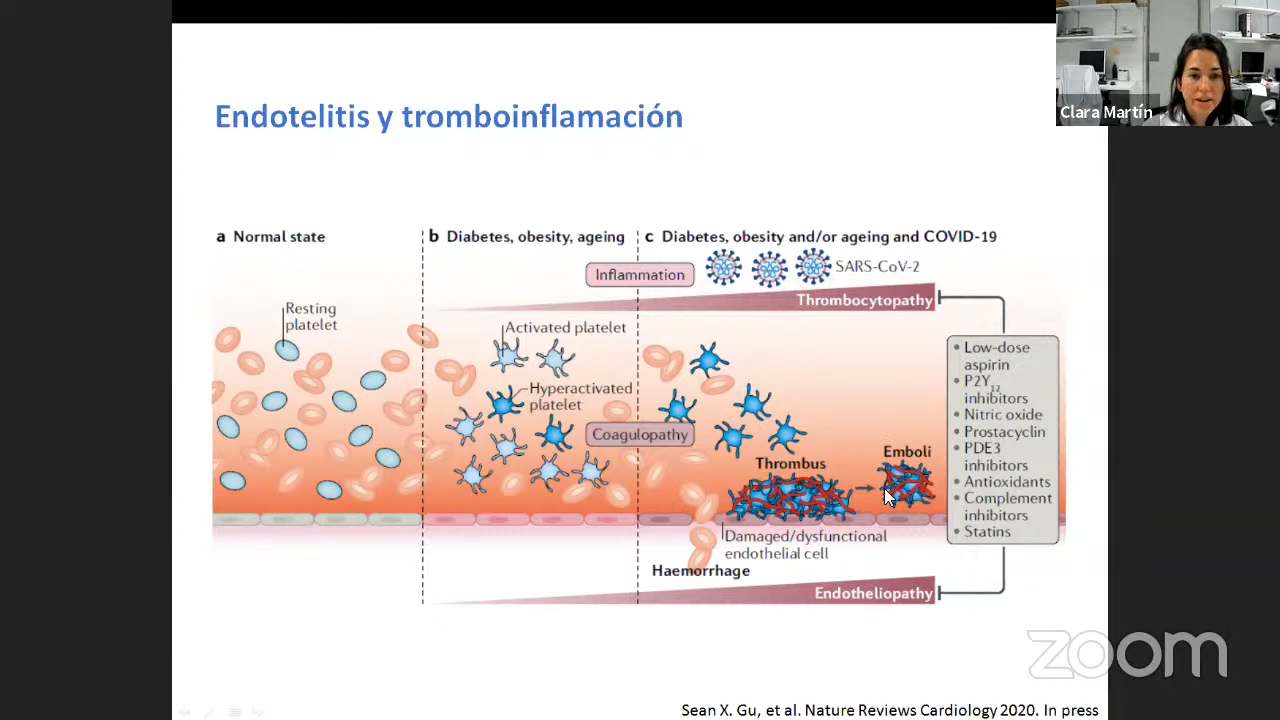 Clara Martín
Endotelitis y tromboinflamación
a Normal state
b Diabetes, obesity, ageing
c Diabetes, obesity and/or ageing and COVID-19
Inflammation
SARS-CoV-2
Thrombocytopathy
Resting
platelet
Activated platelet
Hyperactivated
platelet
Coagulopathy
Thrombus
Emboli
• Low-dose
aspirin
• P2Y12
inhibitors
• Nitric oxide
• Prostacyclin
• PDE3
inhibitors
• Antioxidants
• Complement
inhibitors
• Statins
Damaged/dysfunctional
endothelial cell
Haemorrhage
Endotheliopathy
zoom
Sean X. Gu, et al. Nature Reviews Cardiology 2020. In press